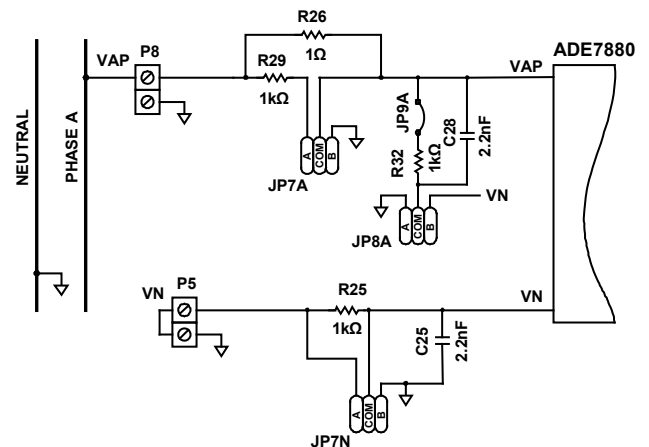 R26
1Ω
ADE7880
P8
VAP
R29
1kΩ
VAP
NEUTRAL
PHASE A
JP9A
C28
2.2nF
R32
1kΩ
A
COM
B
JP7A
VN
A
COM
B
JP8A
P5
VN
R25
1kΩ
VN
C25
2.2nF
A
COM
B
JP7N